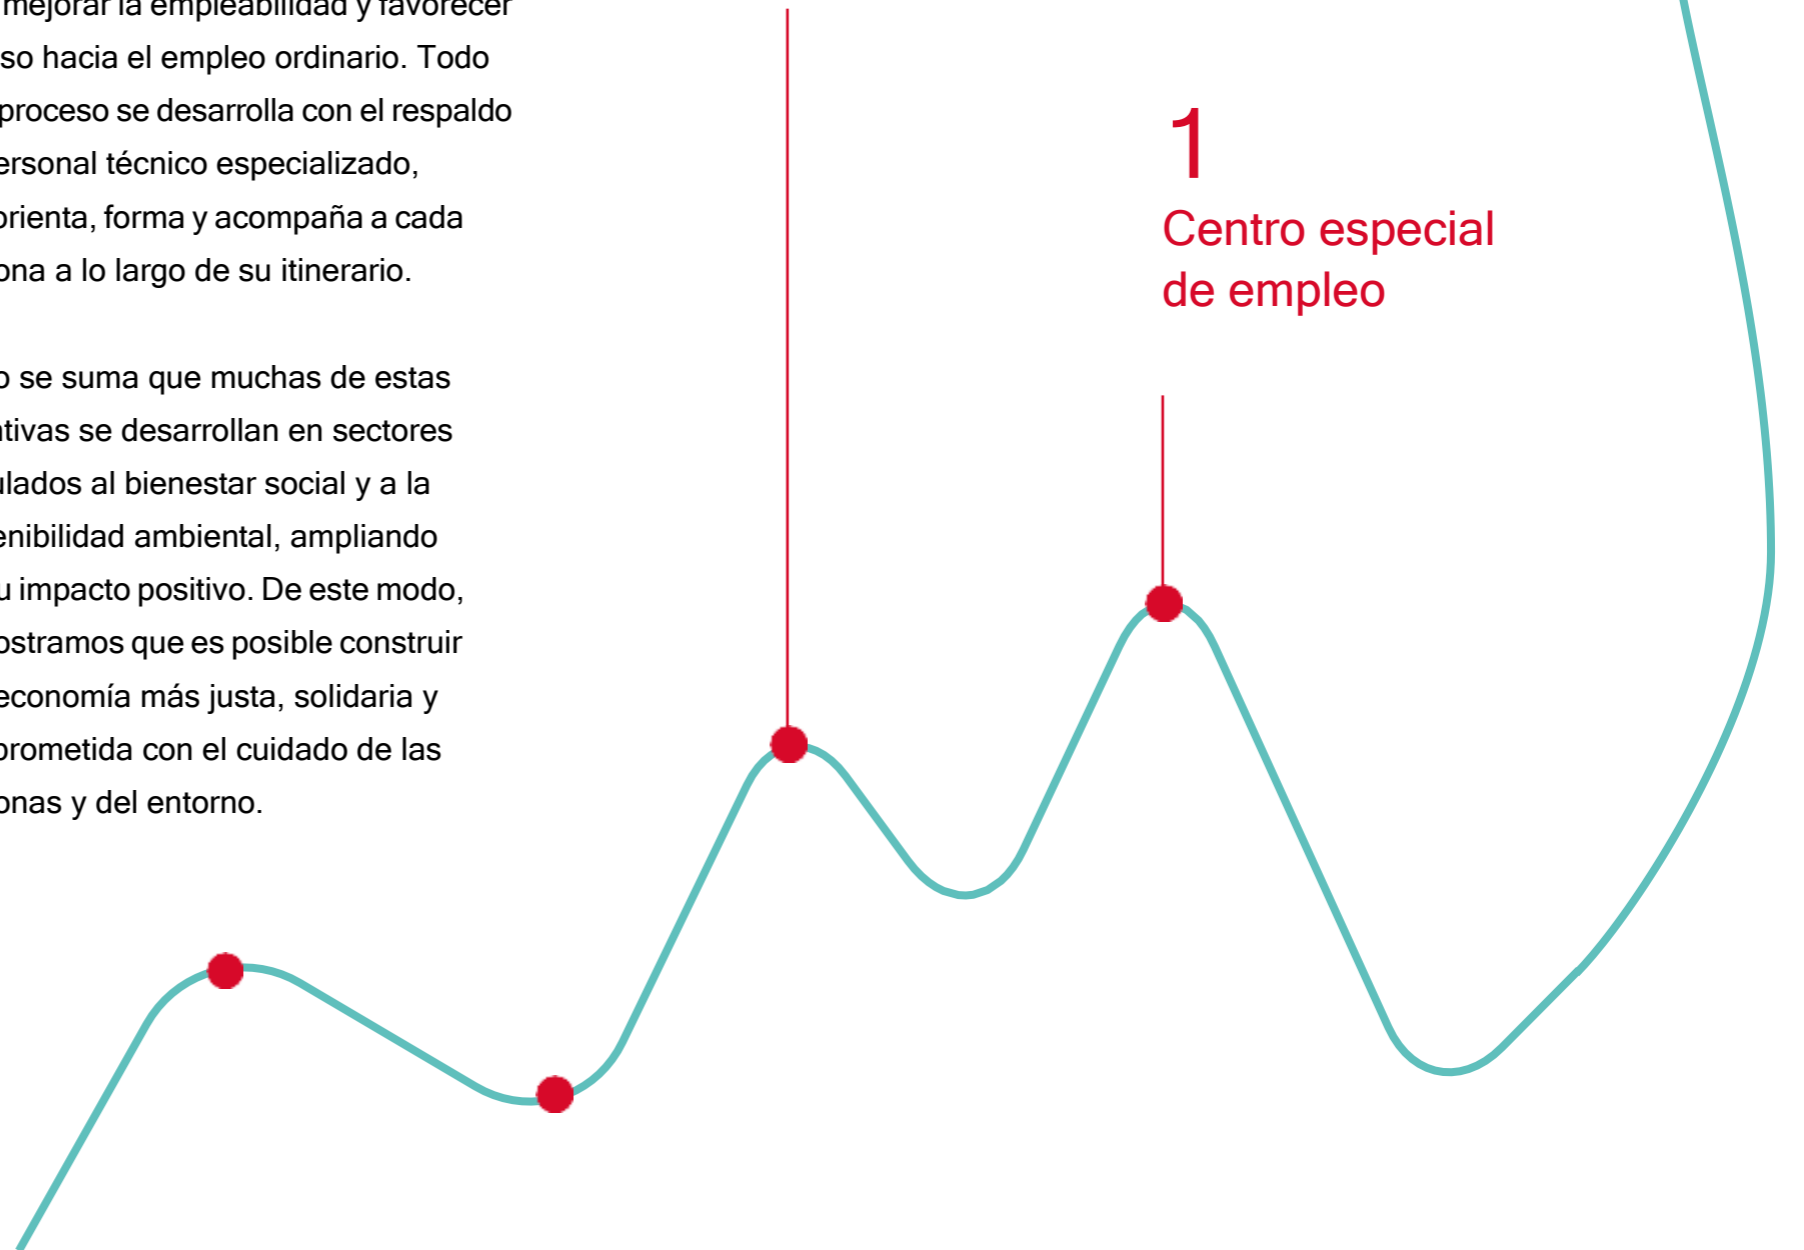 mejorar la empleabilidad y favorecer
so hacia el empleo ordinario. Todo
proceso se desarrolla con el respaldo
ersonal técnico especializado,
orienta, forma y acompaña a cada
ona a lo largo de su itinerario.
o se suma que muchas de estas
ativas se desarrollan en sectores
ulados al bienestar social y a la
enibilidad ambiental, ampliando
u impacto positivo. De este modo,
ostramos que es posible construir
economía más justa, solidaria y
prometida con el cuidado de las
onas y del entorno.
1
Centro especial
de empleo